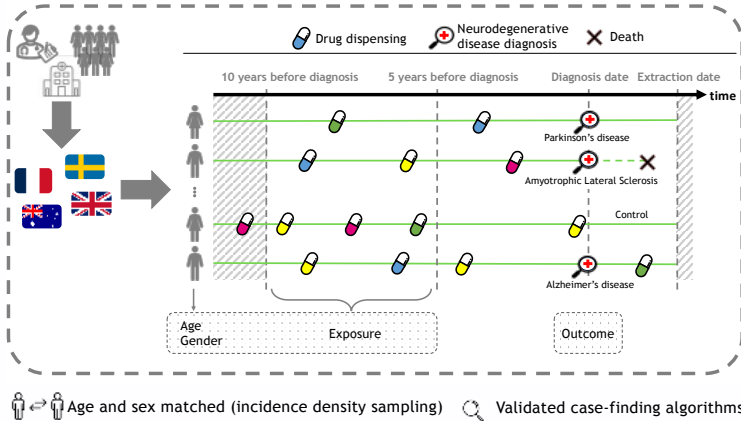 Drug dispensing
Neurodegenerative
disease diagnosis
Death
10 years before diagnosis 5 years before diagnosis Diagnosis date Extraction date
time
Parkinson's disease
Amyotrophic Lateral Sclerosis
Control
Alzheimer's disease
Age
Gender
Exposure
Outcome
Age and sex matched (incidence density sampling) Validated case-finding algorithms